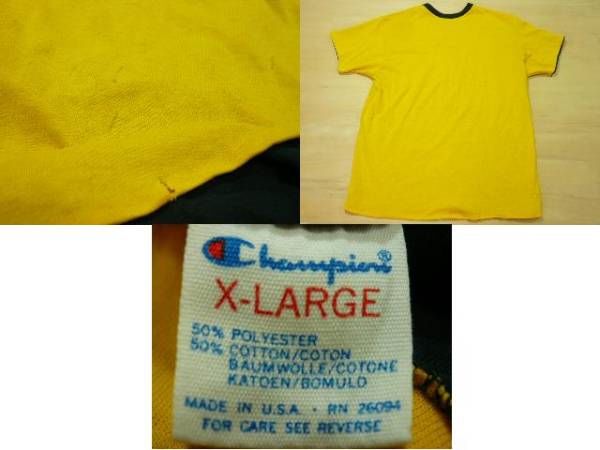 Champion®
X-LARGE
50% POLYESTER
50% COTTON/COTON
BAUMWOLLE/COTONE
KATOEN/BOMULD
MADE IN U.S.A. · RN 26094
FOR CARE SEE REVERSE